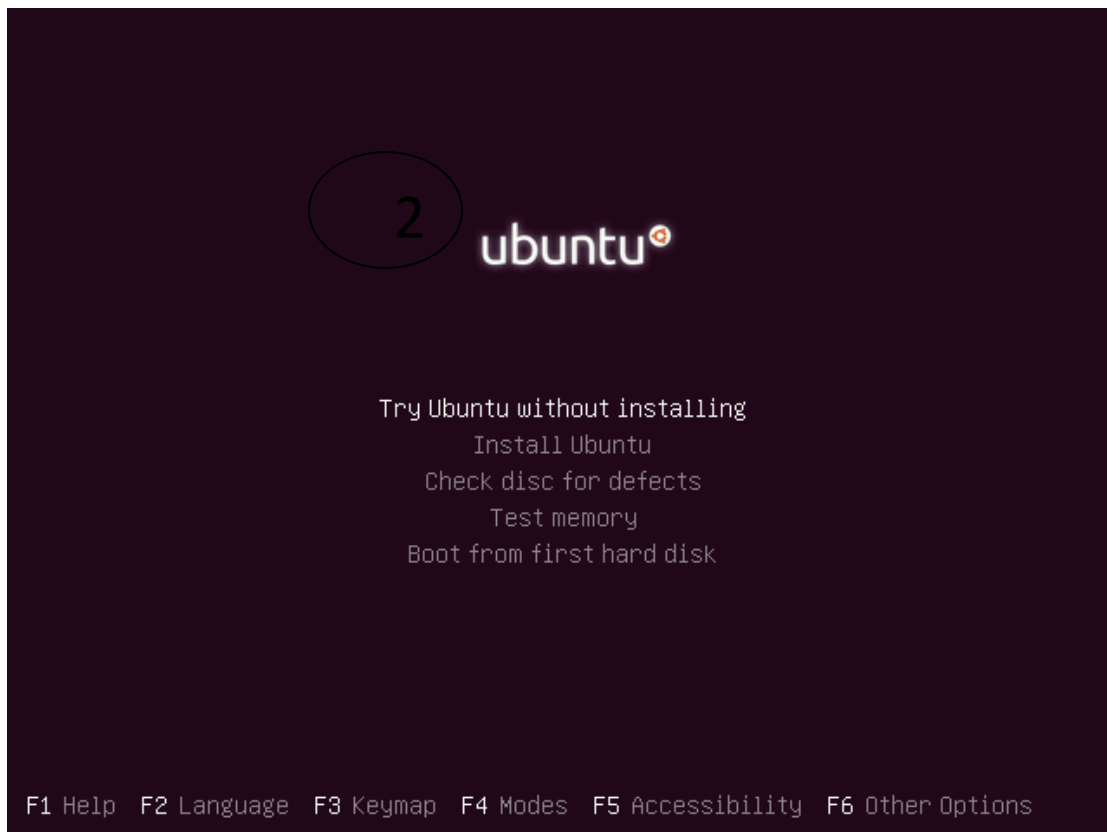 2
ubuntu
Try Ubuntu without installing
Install Ubuntu
Check disc for defects
Test memory
Boot from first hard disk
F1 Help F2 Language F3 Keymap F4 Modes F5 Accessibility F6 Other Options